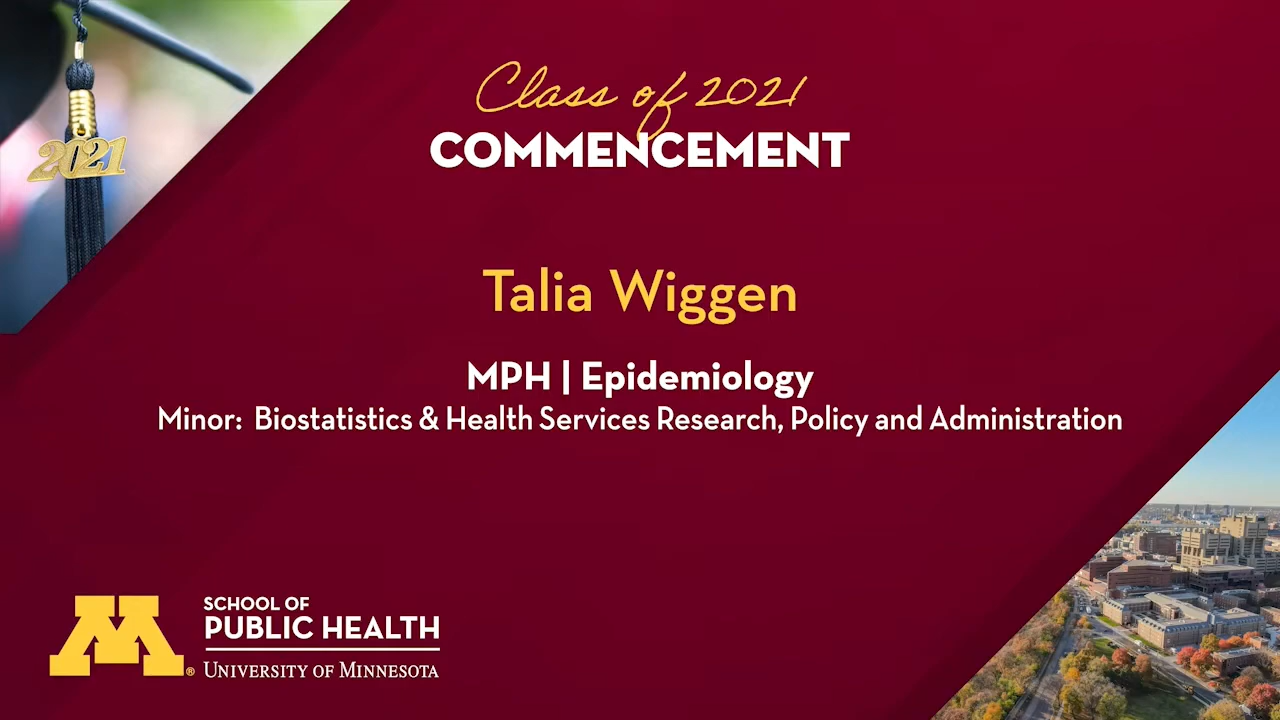 2021
Class of 2021
COMMENCEMENT
Talia Wiggen
MPH | Epidemiology
Minor: Biostatistics & Health Services Research, Policy and Administration
M®
SCHOOL OF
PUBLIC HEALTH
UNIVERSITY OF MINNESOTA